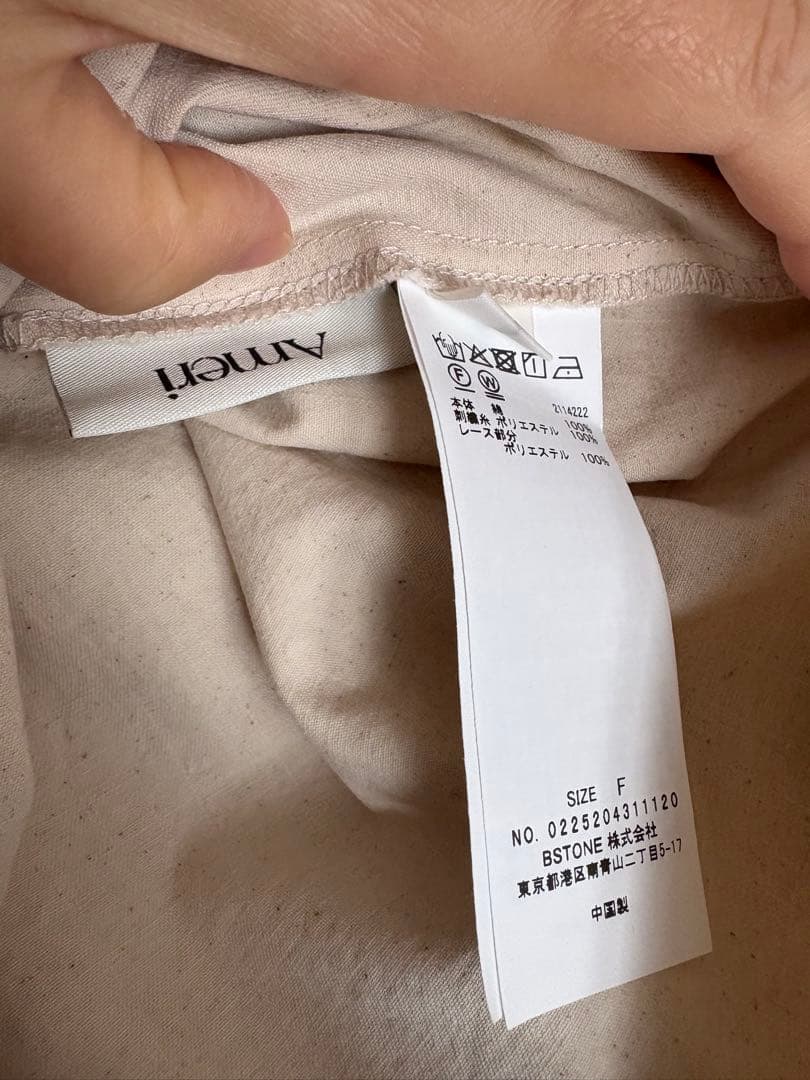 Ameri
F W
本体 綿 2114222
刺繍糸 ポリエステル 100%
レース部分 100%
ポリエステル 100%
SIZE F
NO. 0225204311120
BSTONE 株式会社
東京都港区南青山二丁目5-17
中国製